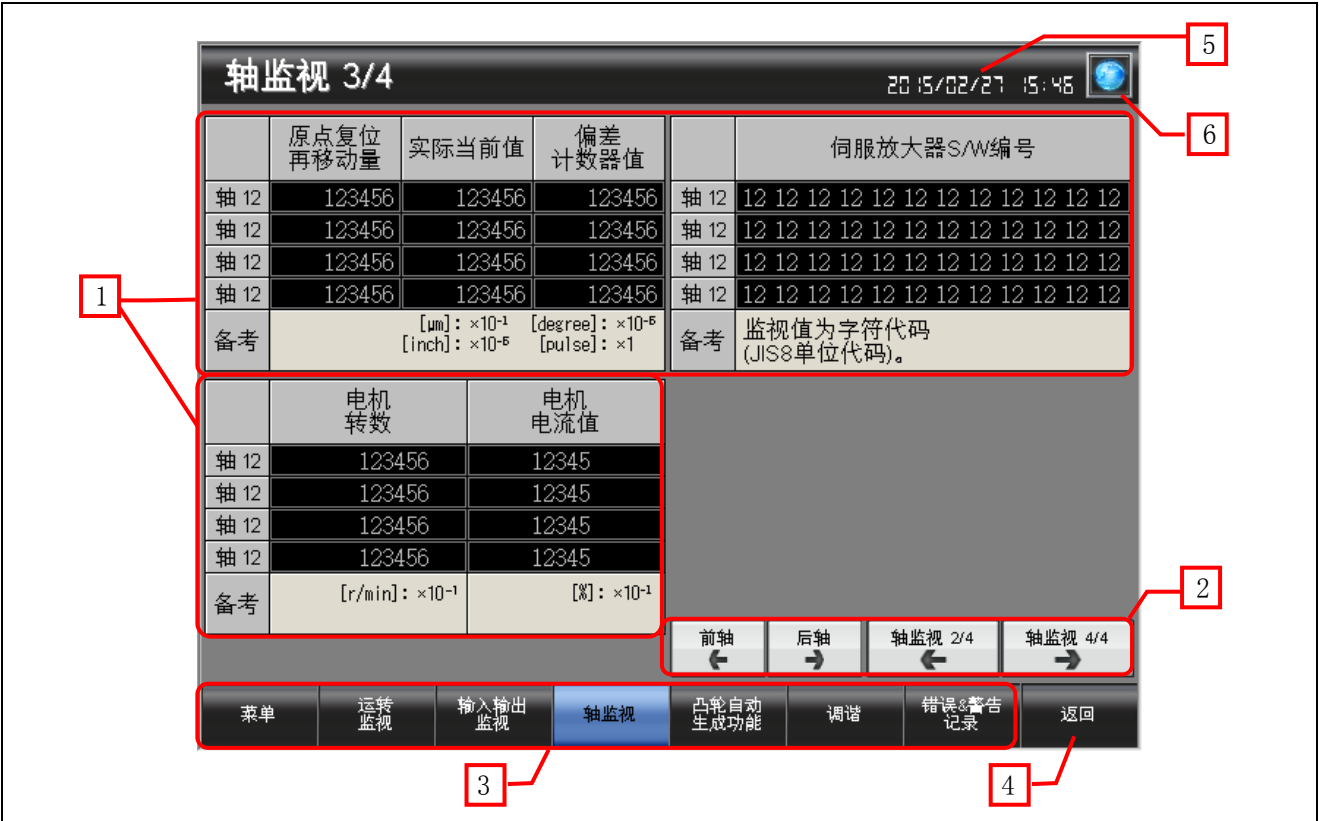 轴监视 3/4
2015/02/27 15:46
5
6
原点复位
再移动量
实际当前值
偏差
计数器值
伺服放大器S/W编号
轴 12 123456 123456 123456 轴 12 12 12 12 12 12 12 12 12 12 12 12 12
轴 12 123456 123456 123456 轴 12 12 12 12 12 12 12 12 12 12 12 12 12
轴 12 123456 123456 123456 轴 12 12 12 12 12 12 12 12 12 12 12 12 12
轴 12 123456 123456 123456 轴 12 12 12 12 12 12 12 12 12 12 12 12 12
1
备考
[μm]：×10⁻¹ [degree]：×10⁻⁵
[inch]：×10⁻⁵ [pulse]：×1
备考
监视值为字符代码
(JIS8单位代码)。
电机
转数
电机
电流值
轴 12 123456 12345
轴 12 123456 12345
轴 12 123456 12345
轴 12 123456 12345
备考 [r/min]：×10⁻¹ [%]：×10⁻¹
2
前轴
后轴
轴监视 2/4
轴监视 4/4
菜单
运转
监视
输入输出
监视
轴监视
凸轮自动
生成功能
调谐
错误&警告
记录
返回
3
4